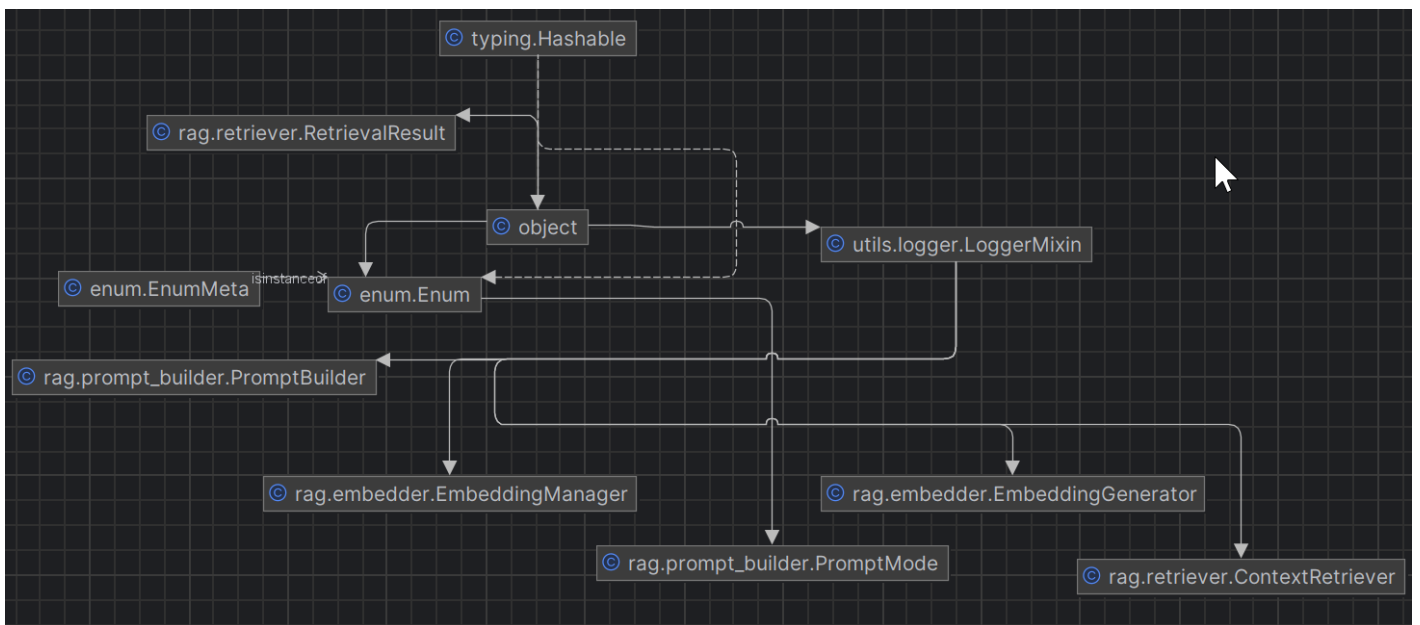 typing.Hashable
rag.retriever.RetrievalResult
object
utils.logger.LoggerMixin
enum.EnumMeta
isinstanceof
enum.Enum
rag.prompt_builder.PromptBuilder
rag.embedder.EmbeddingManager
rag.embedder.EmbeddingGenerator
rag.prompt_builder.PromptMode
rag.retriever.ContextRetriever